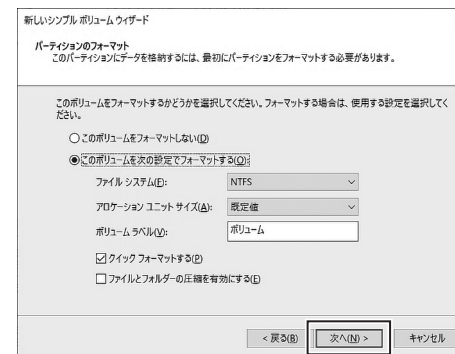 新しいシンプル ボリューム ウィザード
パーティションのフォーマット
このパーティションにデータを格納するには、最初にパーティションをフォーマットする必要があります。
このボリュームをフォーマットするかどうかを選択してください。フォーマットする場合は、使用する設定を選択してく
ださい。
このボリュームをフォーマットしない(D)
このボリュームを次の設定でフォーマットする(O):
ファイル システム(F): NTFS
アロケーション ユニット サイズ(A): 既定値
ボリューム ラベル(V): ボリューム
クイック フォーマットする(P)
ファイルとフォルダーの圧縮を有効にする(E)
< 戻る(B) 次へ(N) > キャンセル